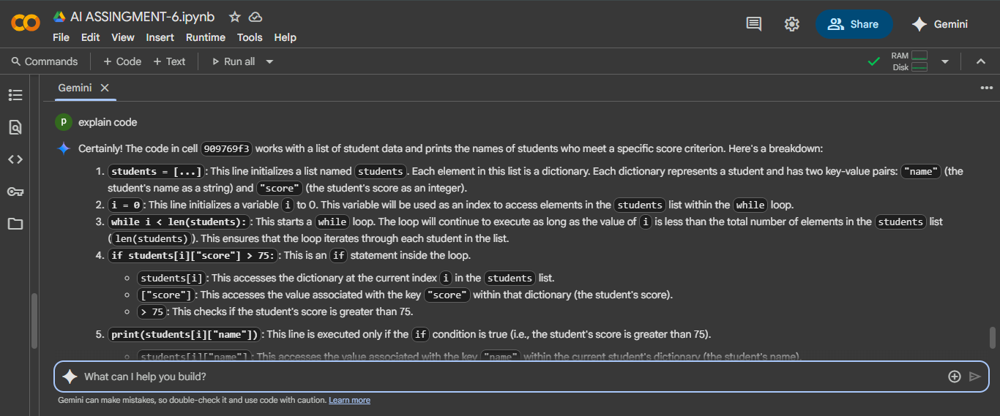 AI ASSINGMENT-6.ipynb
File Edit View Insert Runtime Tools Help
Share
Gemini
Commands + Code + Text Run all
RAM
Disk
Gemini
p explain code
Certainly! The code in cell 909769f3 works with a list of student data and prints the names of students who meet a specific score criterion. Here's a breakdown:
1. students = [...]: This line initializes a list named students. Each element in this list is a dictionary. Each dictionary represents a student and has two key-value pairs: "name" (the
student's name as a string) and "score" (the student's score as an integer).
2. i = 0: This line initializes a variable i to 0. This variable will be used as an index to access elements in the students list within the while loop.
3. while i < len(students):: This starts a while loop. The loop will continue to execute as long as the value of i is less than the total number of elements in the students list
(len(students)). This ensures that the loop iterates through each student in the list.
4. if students[i]["score"] > 75:: This is an if statement inside the loop.
○ students[i]: This accesses the dictionary at the current index i in the students list.
○ ["score"]: This accesses the value associated with the key "score" within that dictionary (the student's score).
○ > 75: This checks if the student's score is greater than 75.
5. print(students[i]["name"]): This line is executed only if the if condition is true (i.e., the student's score is greater than 75).
○ students[i]["name"]: This accesses the value associated with the key "name" within the current student's dictionary (the student's name).
What can I help you build?
Gemini can make mistakes, so double-check it and use code with caution. Learn more